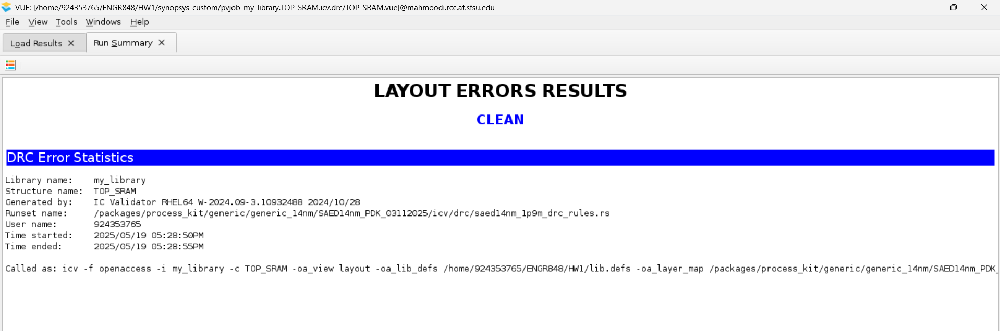 VUE: [/home/924353765/ENGR848/HW1/synopsys_custom/pvjob_my_library.TOP_SRAM.icv.drc/TOP_SRAM.vue]@mahmoodi.rcc.at.sfsu.edu
File View Tools Windows Help
Load Results Run Summary
LAYOUT ERRORS RESULTS
CLEAN
DRC Error Statistics
Library name: my_library
Structure name: TOP_SRAM
Generated by: IC Validator RHEL64 W-2024.09-3.10932488 2024/10/28
Runset name: /packages/process_kit/generic/generic_14nm/SAED14nm_PDK_03112025/icv/drc/saed14nm_1p9m_drc_rules.rs
User name: 924353765
Time started: 2025/05/19 05:28:50PM
Time ended: 2025/05/19 05:28:55PM
Called as: icv -f openaccess -i my_library -c TOP_SRAM -oa_view layout -oa_lib_defs /home/924353765/ENGR848/HW1/lib.defs -oa_layer_map /packages/process_kit/generic/generic_14nm/SAED14nm_PDK_